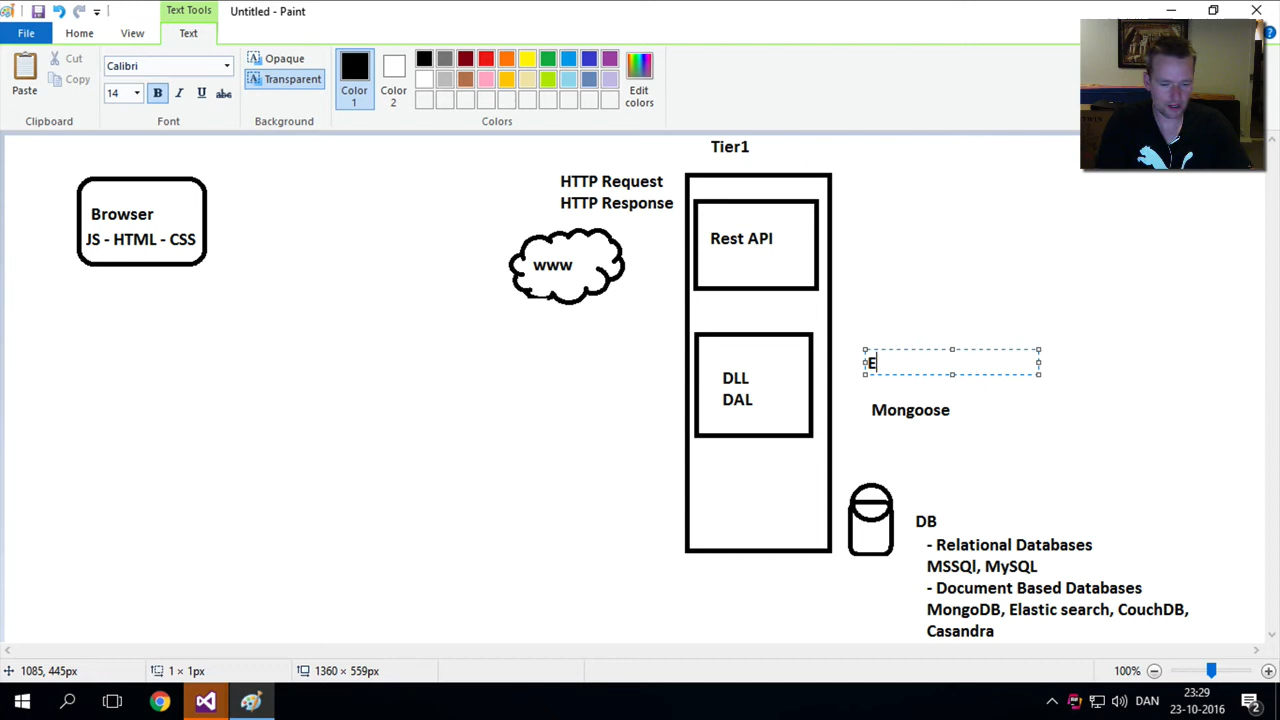 Text Tools
Untitled - Paint
File
Home
View
Text
Paste
Cut
Copy
Clipboard
Calibri
14
B I U abc
Font
Opaque
Transparent
Background
Color 1
Color 2
Edit colors
Colors
Tier1
Browser
JS - HTML - CSS
HTTP Request
HTTP Response
www
Rest API
DLL
DAL
E
Mongoose
DB
- Relational Databases
MSSQl, MySQL
- Document Based Databases
MongoDB, Elastic search, CouchDB,
Casandra
1085, 445px
1 × 1px
1360 × 559px
100%
DAN
23:29
23-10-2016
2